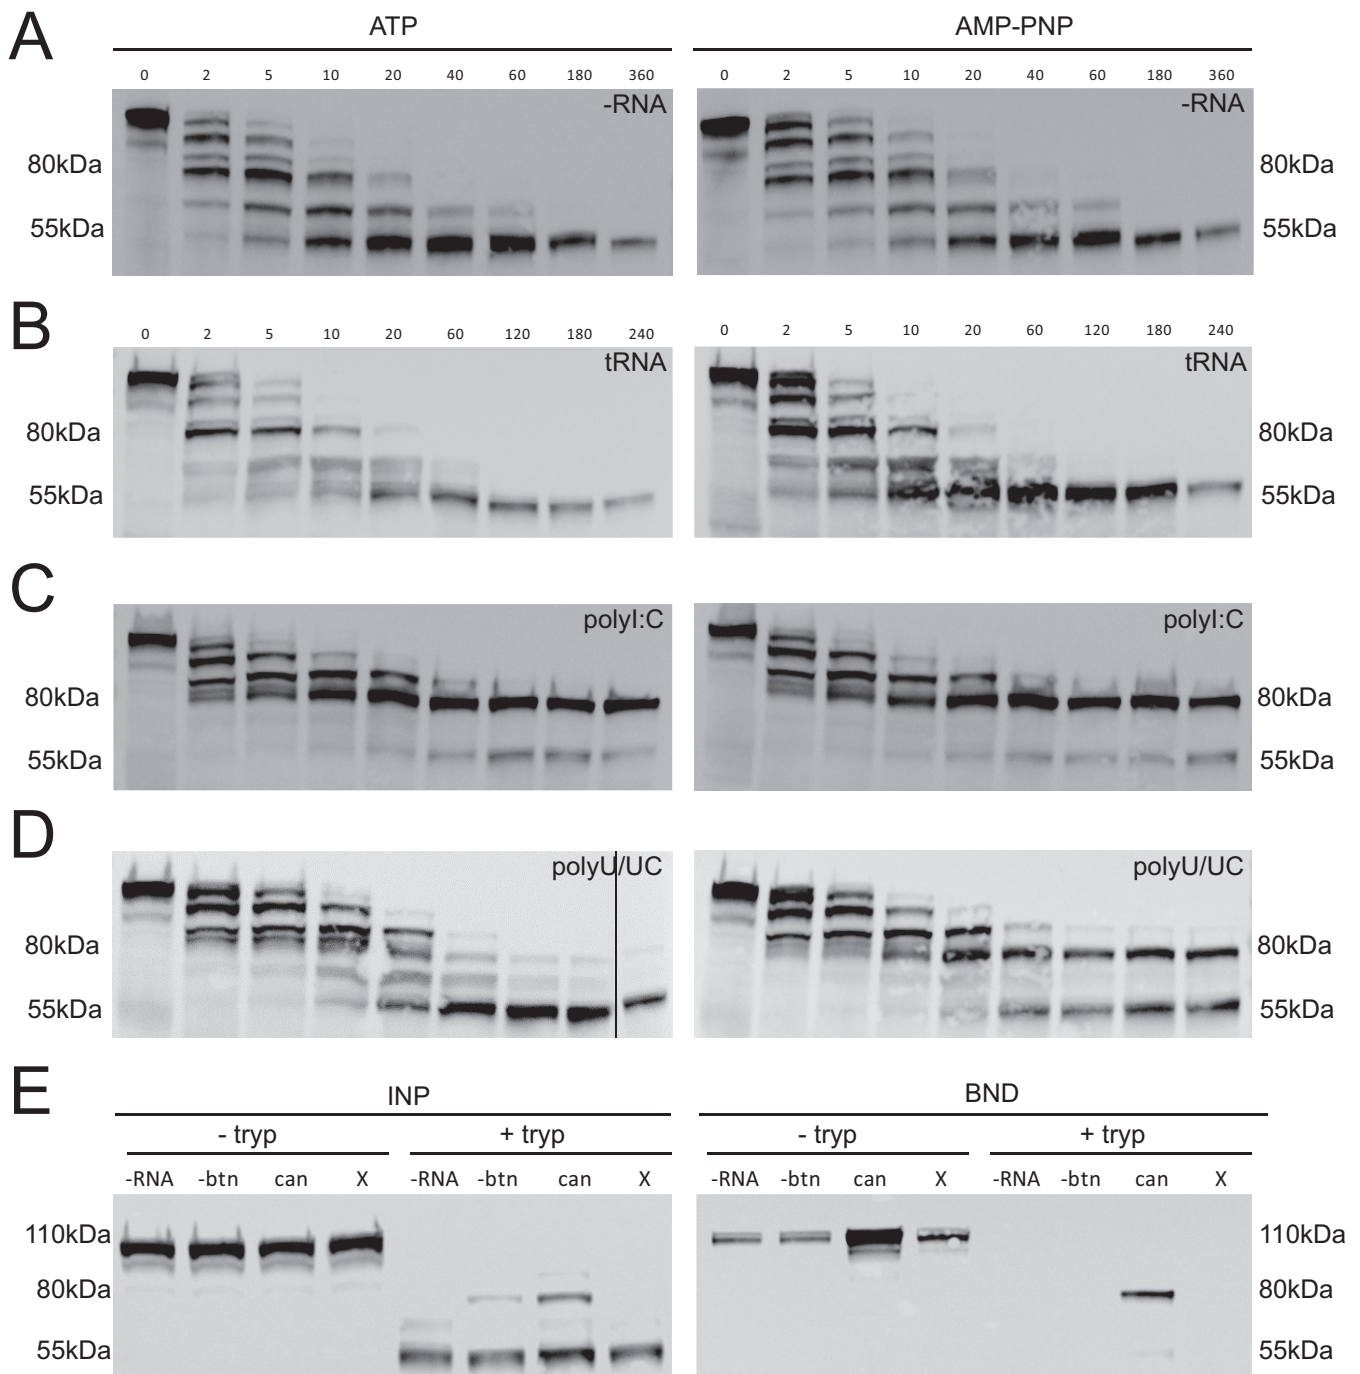 A
ATP
AMP-PNP
0 2 5 10 20 40 60 180 360
0 2 5 10 20 40 60 180 360
-RNA
-RNA
80kDa
80kDa
55kDa
55kDa
B
0 2 5 10 20 60 120 180 240
0 2 5 10 20 60 120 180 240
tRNA
tRNA
80kDa
80kDa
55kDa
55kDa
C
polyI:C
polyI:C
80kDa
80kDa
55kDa
55kDa
D
polyU/UC
polyU/UC
80kDa
80kDa
55kDa
55kDa
E
INP
BND
- tryp
+ tryp
- tryp
+ tryp
-RNA -btn can X -RNA -btn can X
-RNA -btn can X -RNA -btn can X
110kDa
110kDa
80kDa
80kDa
55kDa
55kDa